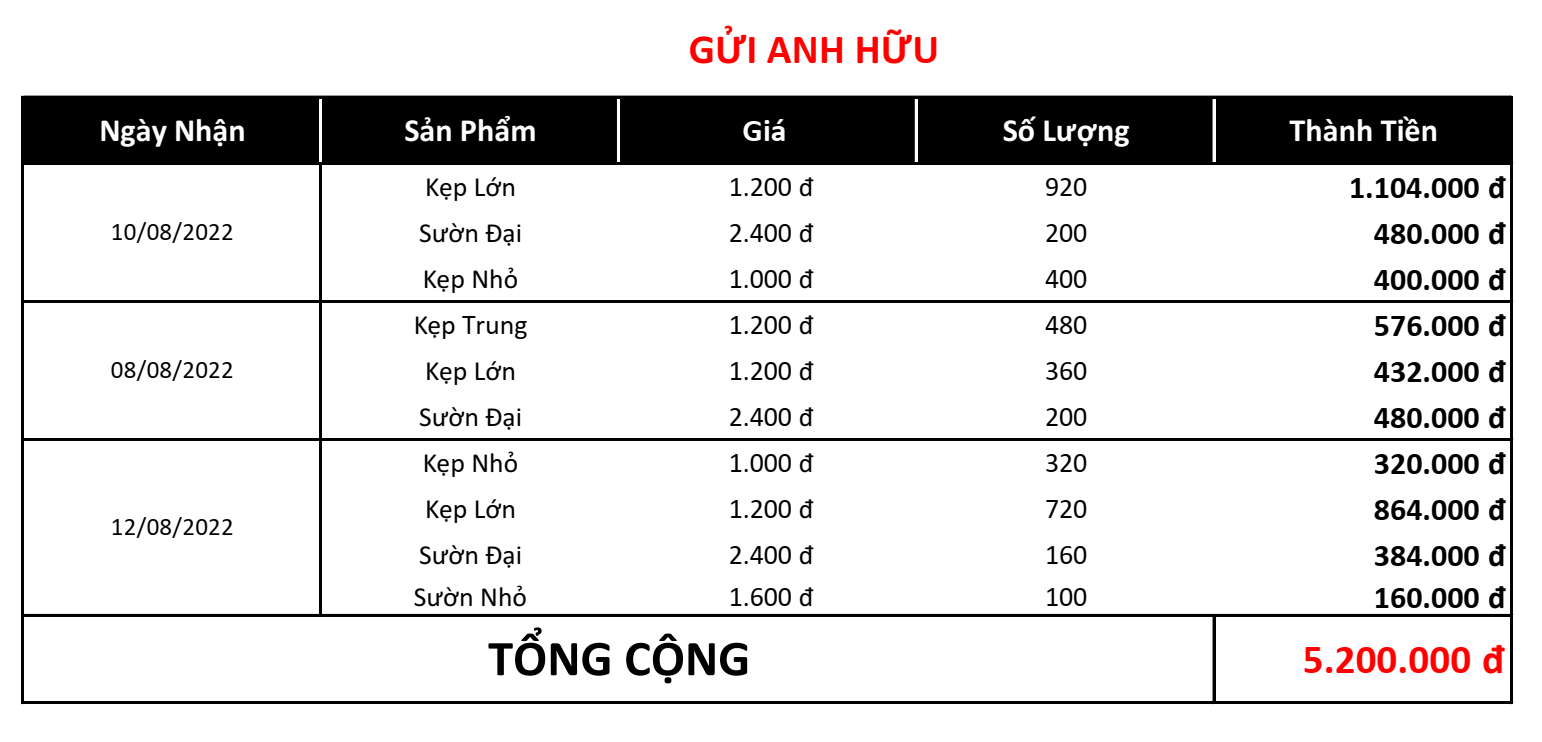 GỬI ANH HỮU
Ngày Nhận Sản Phẩm Giá Số Lượng Thành Tiền
10/08/2022
Kẹp Lớn 1.200 đ 920 1.104.000 đ
Sườn Đại 2.400 đ 200 480.000 đ
Kẹp Nhỏ 1.000 đ 400 400.000 đ
08/08/2022
Kẹp Trung 1.200 đ 480 576.000 đ
Kẹp Lớn 1.200 đ 360 432.000 đ
Sườn Đại 2.400 đ 200 480.000 đ
12/08/2022
Kẹp Nhỏ 1.000 đ 320 320.000 đ
Kẹp Lớn 1.200 đ 720 864.000 đ
Sườn Đại 2.400 đ 160 384.000 đ
Sườn Nhỏ 1.600 đ 100 160.000 đ
TỔNG CỘNG 5.200.000 đ